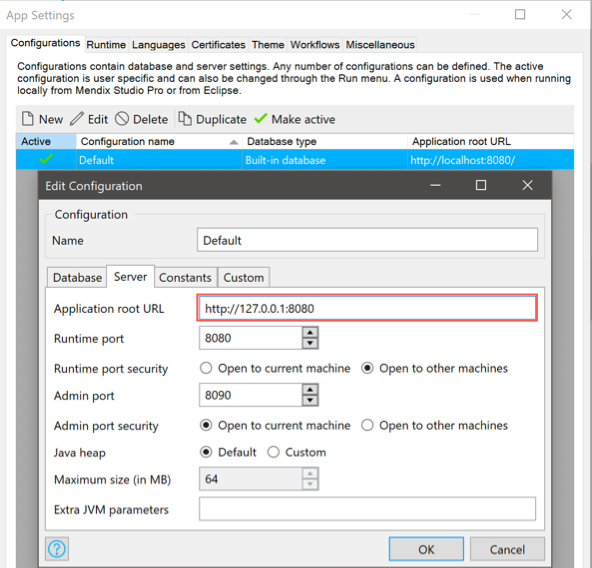 App Settings
Configurations Runtime Languages Certificates Theme Workflows Miscellaneous
Configurations contain database and server settings. Any number of configurations can be defined. The active
configuration is user specific and can also be changed through the Run menu. A configuration is used when running
locally from Mendix Studio Pro or from Eclipse.
New Edit Delete Duplicate Make active
Active Configuration name Database type Application root URL
Default Built-in database http://localhost:8080/
Edit Configuration
Configuration
Name Default
Database Server Constants Custom
Application root URL http://127.0.0.1:8080
Runtime port 8080
Runtime port security Open to current machine Open to other machines
Admin port 8090
Admin port security Open to current machine Open to other machines
Java heap Default Custom
Maximum size (in MB) 64
Extra JVM parameters
? OK Cancel